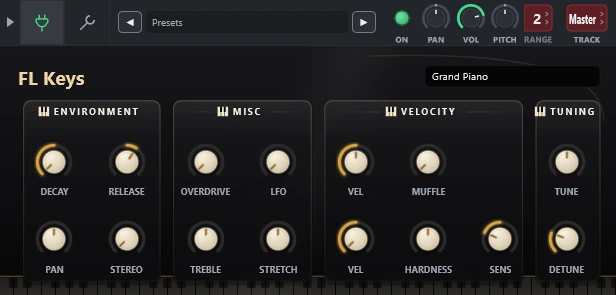 Presets
ON PAN VOL PITCH 2 RANGE Master TRACK
FL Keys
Grand Piano
ENVIRONMENT MISC VELOCITY TUNING
DECAY RELEASE OVERDRIVE LFO VEL MUFFLE TUNE
PAN STEREO TREBLE STRETCH VEL HARDNESS SENS DETUNE